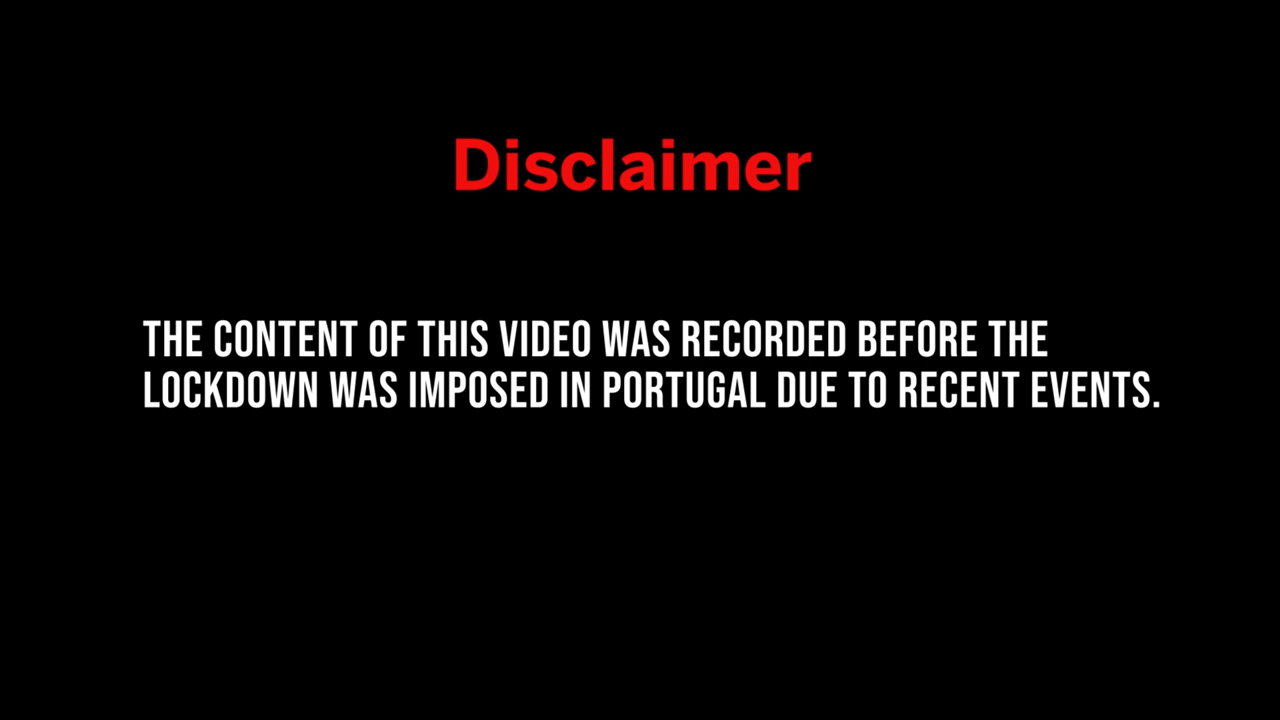 Disclaimer
THE CONTENT OF THIS VIDEO WAS RECORDED BEFORE THE
LOCKDOWN WAS IMPOSED IN PORTUGAL DUE TO RECENT EVENTS.